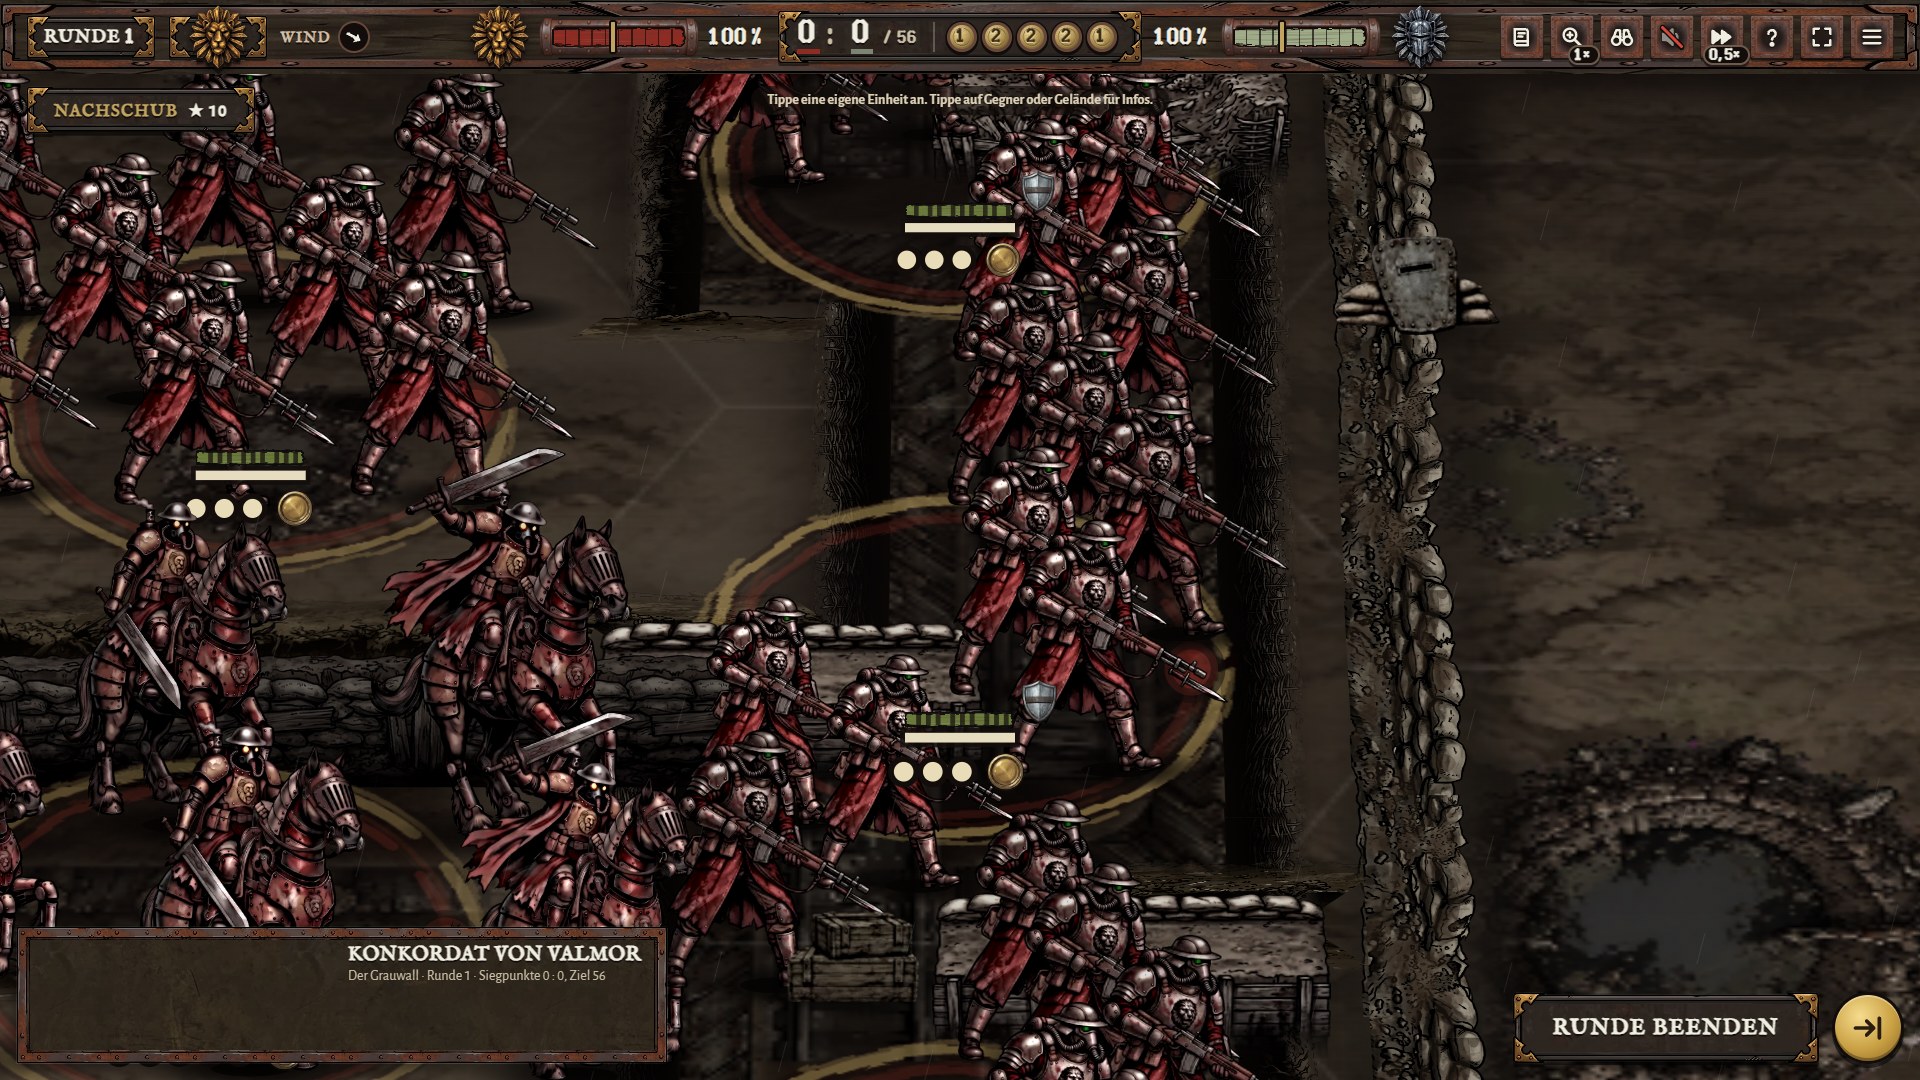 RUNDE 1
WIND
100%
0 : 0 / 56
1 2 2 2 1
100%
1×
0,5×
?
NACHSCHUB ★ 10
Tippe eine eigene Einheit an. Tippe auf Gegner oder Gelände für Infos.
KONKORDAT VON VALMOR
Der Grauwall · Runde 1 · Siegpunkte 0 : 0, Ziel 56
RUNDE BEENDEN